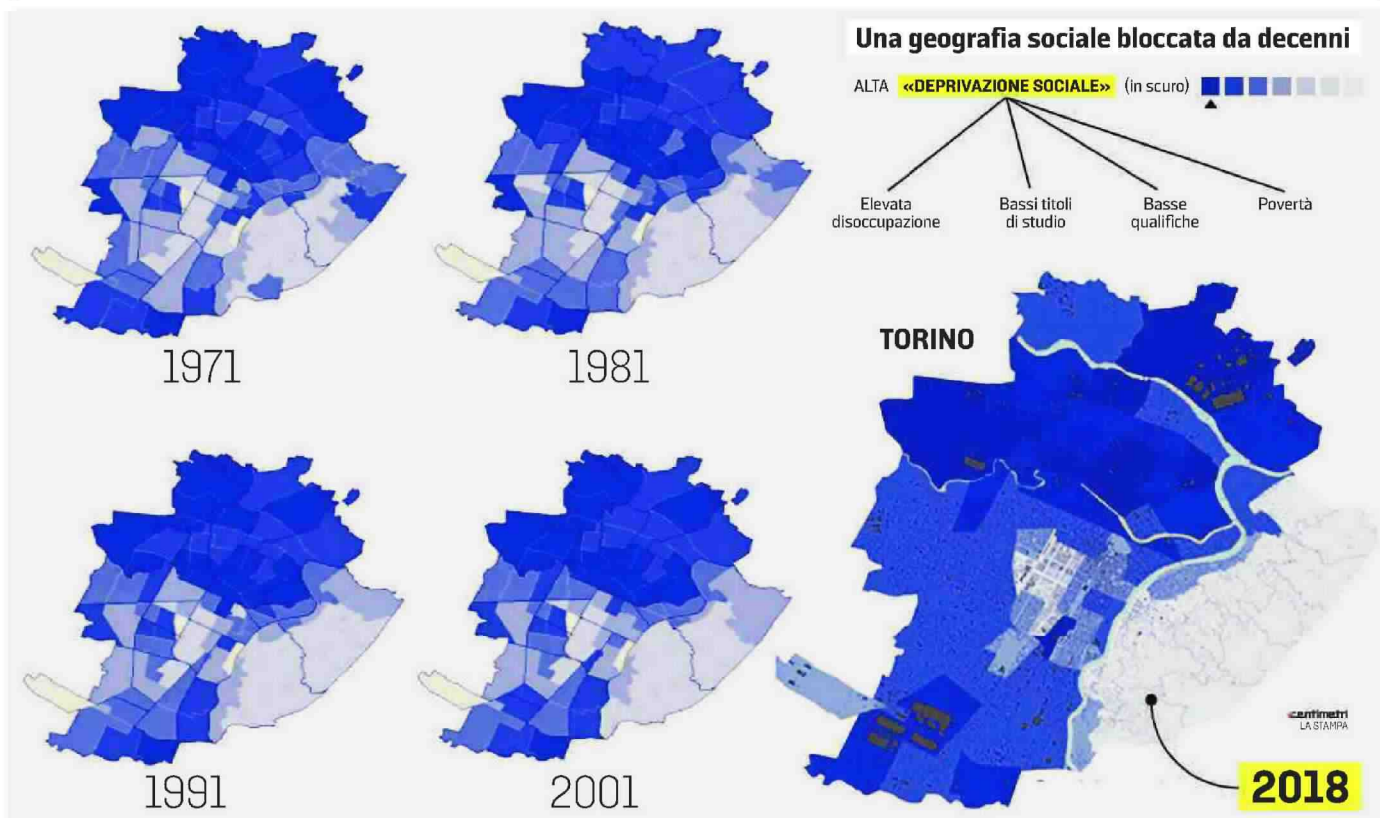 Una geografia sociale bloccata da decenni
ALTA «DEPRIVAZIONE SOCIALE» (in scuro)
Elevata
disoccupazione
Bassi titoli
di studio
Basse
qualifiche
Povertà
1971
1981
TORINO
1991
2001
centimetri
LA STAMPA
2018